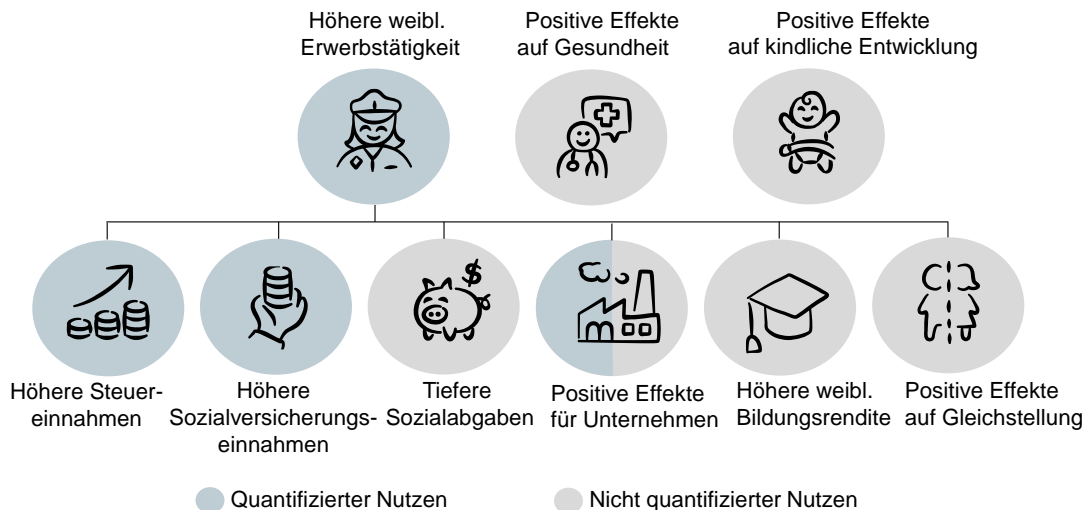 Höhere weibl.
Erwerbstätigkeit
Positive Effekte
auf Gesundheit
Positive Effekte
auf kindliche Entwicklung
$
Höhere Steuer-
einnahmen
Höhere
Sozialversicherungs-
einnahmen
Tiefere
Sozialabgaben
Positive Effekte
für Unternehmen
Höhere weibl.
Bildungsrendite
Positive Effekte
auf Gleichstellung
Quantifizierter Nutzen
Nicht quantifizierter Nutzen